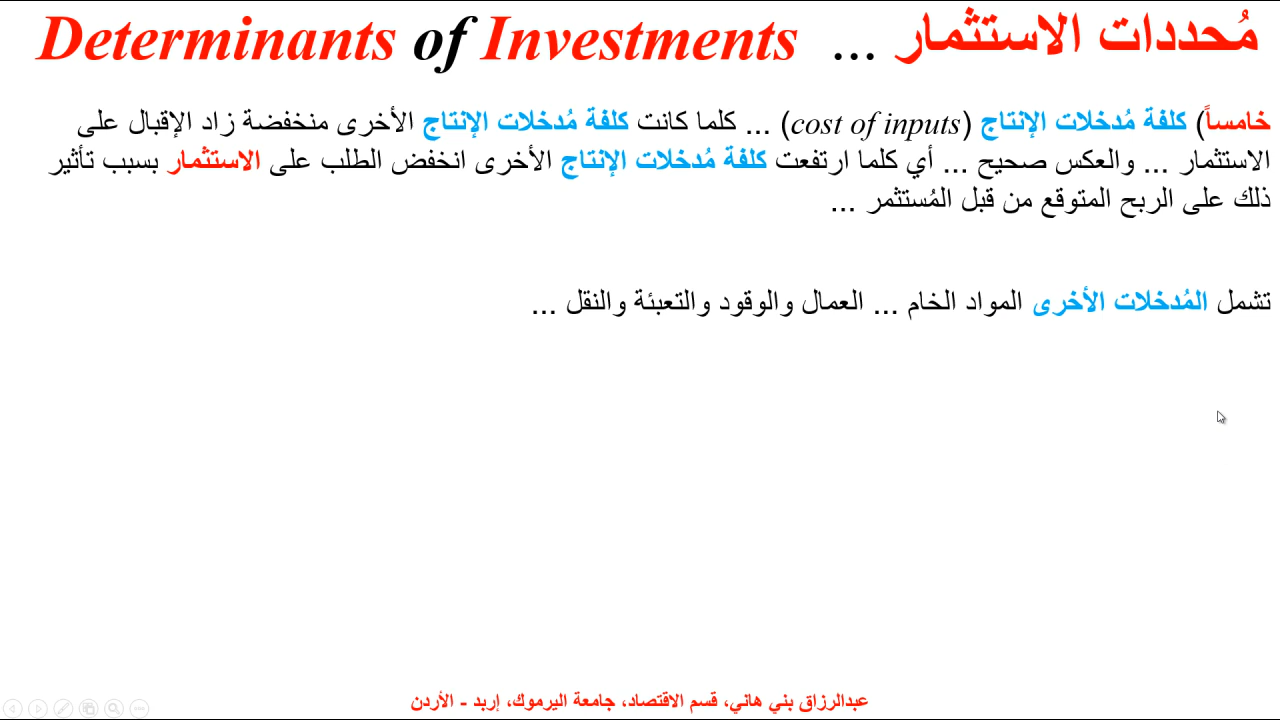 مُحددات الاستثمار ... Determinants of Investments
خامساً) كلفة مُدخلات الإنتاج (cost of inputs) ... كلما كانت كلفة مُدخلات الإنتاج الأخرى منخفضة زاد الإقبال على
الاستثمار ... والعكس صحيح ... أي كلما ارتفعت كلفة مُدخلات الإنتاج الأخرى انخفض الطلب على الاستثمار بسبب تأثير
ذلك على الربح المتوقع من قبل المُستثمر ...
تشمل المُدخلات الأخرى المواد الخام ... العمال والوقود والتعبئة والنقل ...
عبدالرزاق بني هاني، قسم الاقتصاد، جامعة اليرموك، إربد - الأردن